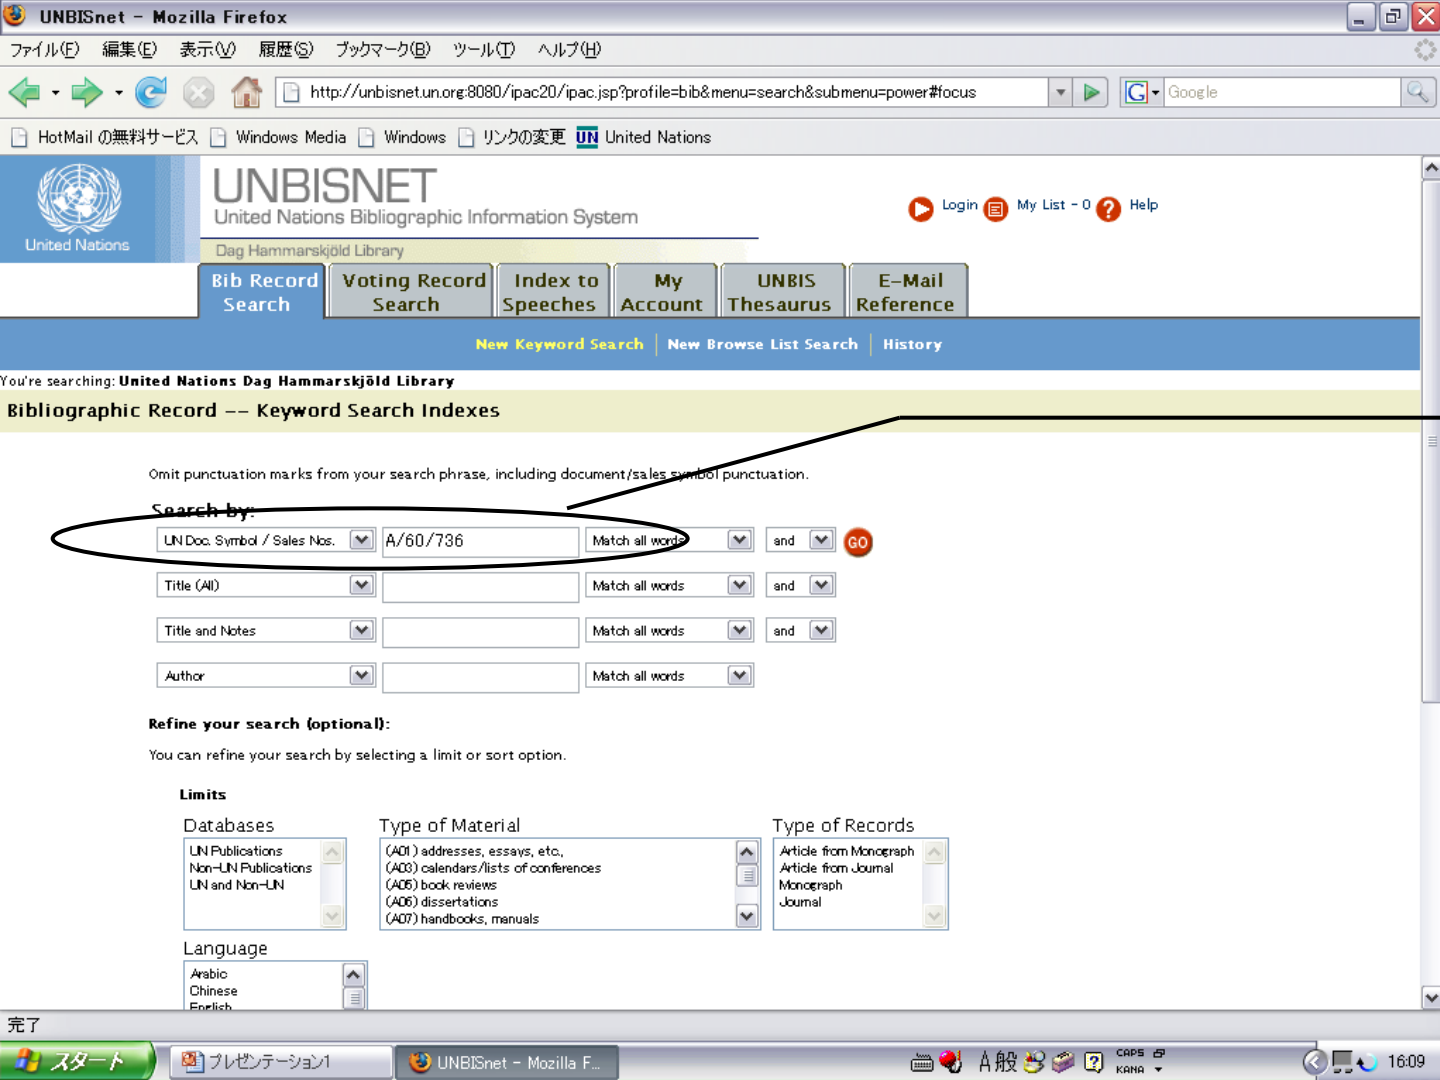 UNBISnet - Mozilla Firefox
ファイル(F) 編集(E) 表示(V) 履歴(S) ブックマーク(B) ツール(T) ヘルプ(H)
http://unbisnet.un.org:8080/ipac20/ipac.jsp?profile=bib&menu=search&submenu=power#focus
G Google
HotMail の無料サービス Windows Media Windows リンクの変更 UN United Nations
UNBISNET
United Nations Bibliographic Information System
Login My List - 0 Help
United Nations
Dag Hammarskjöld Library
Bib Record Search
Voting Record Search
Index to Speeches
My Account
UNBIS Thesaurus
E-Mail Reference
New Keyword Search | New Browse List Search | History
You're searching: United Nations Dag Hammarskjöld Library
Bibliographic Record -- Keyword Search Indexes
Omit punctuation marks from your search phrase, including document/sales symbol punctuation.
Search by:
UN Doc. Symbol / Sales Nos. A/60/736 Match all words and GO
Title (All) Match all words and
Title and Notes Match all words and
Author Match all words
Refine your search (optional):
You can refine your search by selecting a limit or sort option.
Limits
Databases
UN Publications
Non-UN Publications
UN and Non-UN
Type of Material
(A01) addresses, essays, etc.,
(A03) calendars/lists of conferences
(A05) book reviews
(A06) dissertations
(A07) handbooks, manuals
Type of Records
Article from Monograph
Article from Journal
Monograph
Journal
Language
Arabic
Chinese
English
完了
スタート プレゼンテーション1 UNBISnet - Mozilla F... A 般 CAPS KANA 16:09